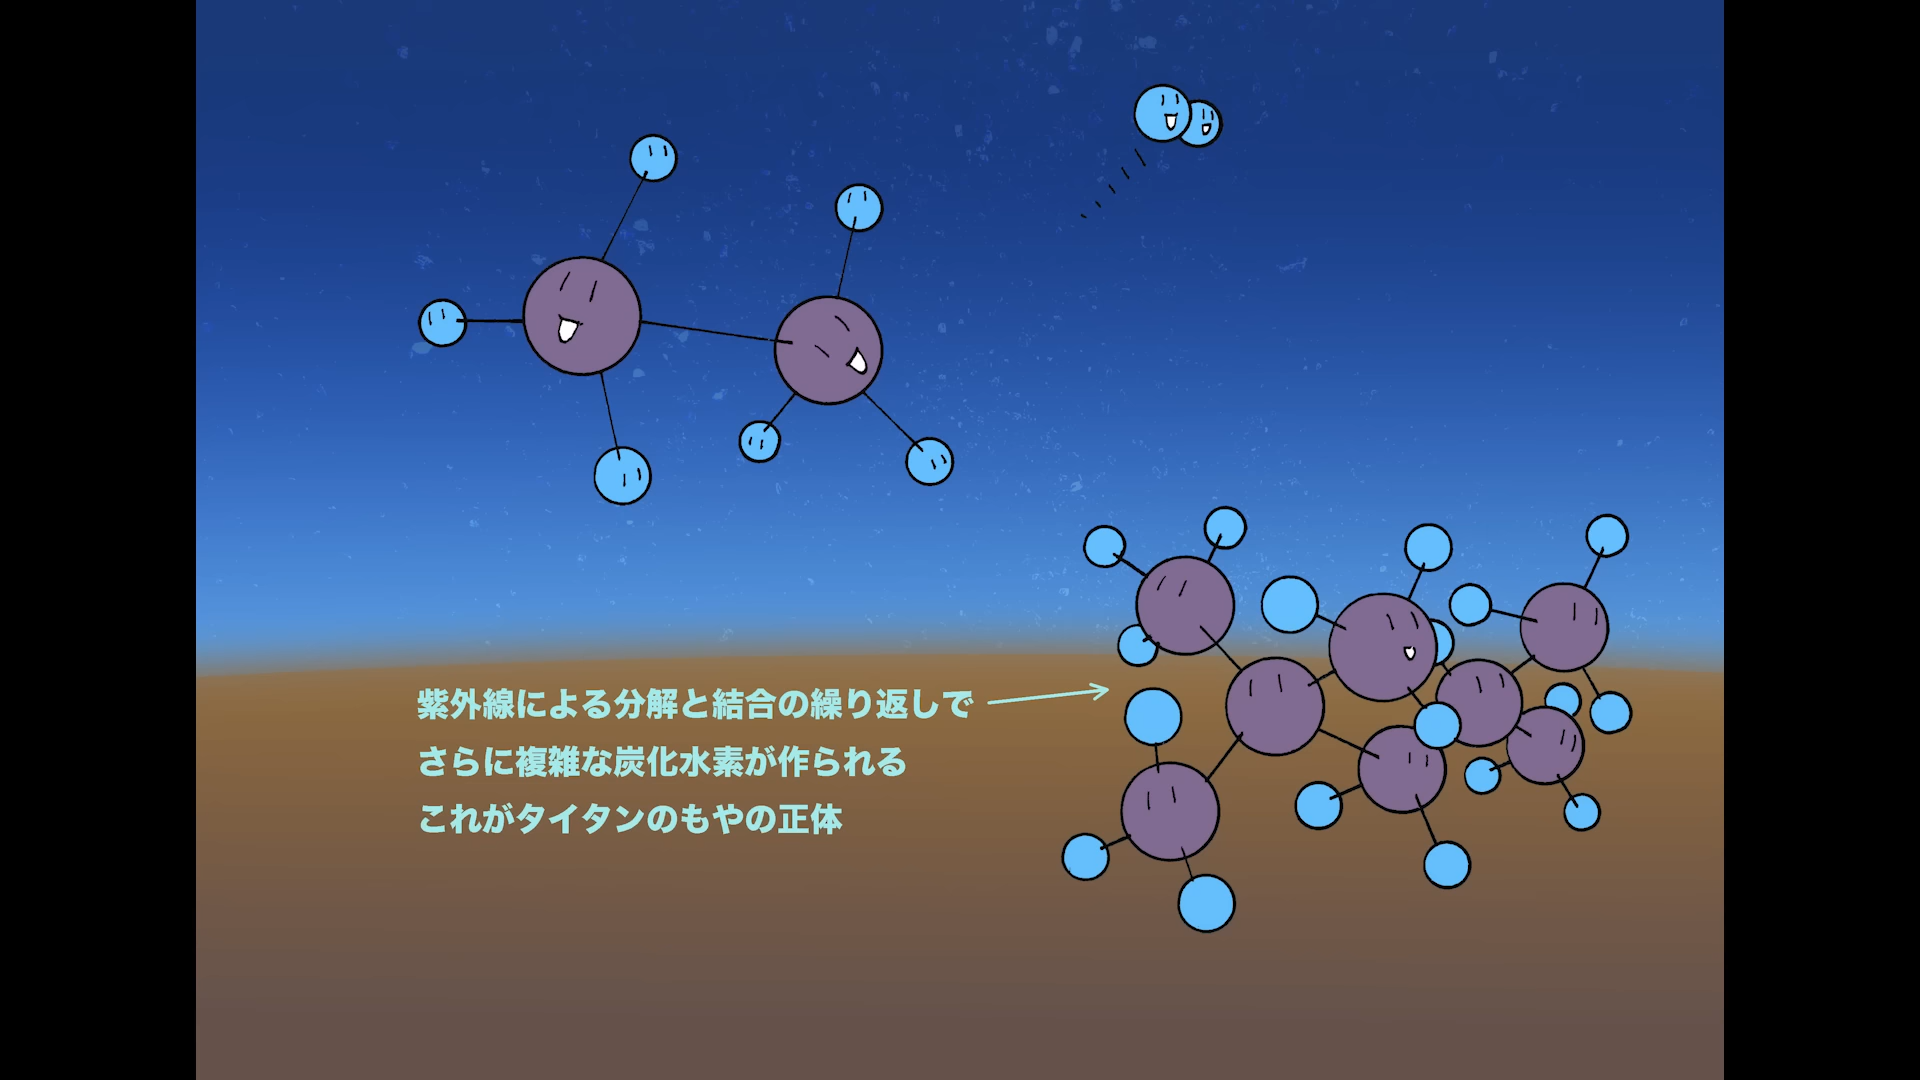 紫外線による分解と結合の繰り返しで
さらに複雑な炭化水素が作られる
これがタイタンのもやの正体